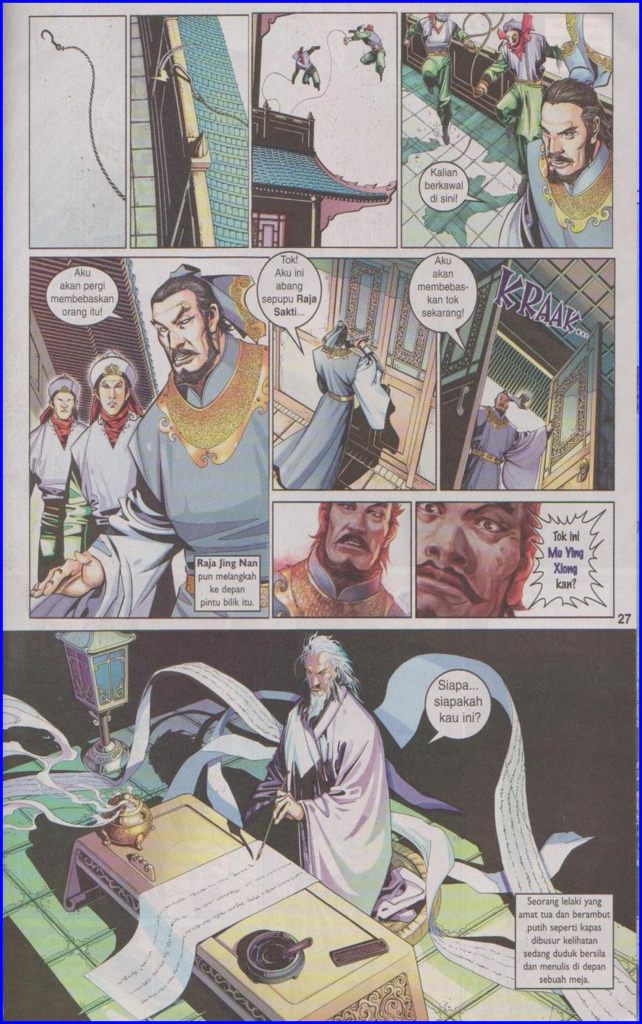 Kalian
berkawal
di sini!
Aku
akan pergi
membebaskan
orang itu!
Tok!
Aku ini
abang
sepupu Raja
Sakti...
Aku
akan
membebas-
kan tok
sekarang!
KRAAK...
Raja Jing Nan
pun melangkah
ke depan
pintu bilik itu.
Tok ini
Mu Ying
Xiong
kan?
27
Siapa...
siapakah
kau ini?
Seorang lelaki yang
amat tua dan berambut
putih seperti kapas
dibusur kelihatan
sedang duduk bersila
dan menulis di depan
sebuah meja.